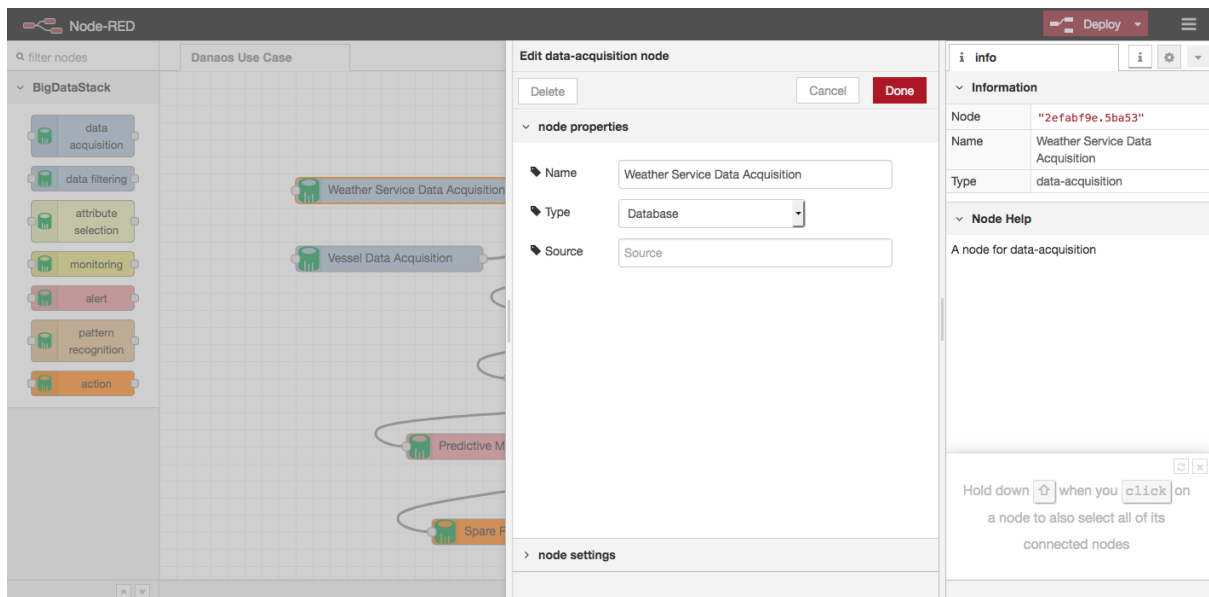 Node-RED
Deploy
filter nodes
BigDataStack
data
acquisition
data filtering
attribute
selection
monitoring
alert
pattern
recognition
action
Danaos Use Case
Weather Service Data Acquisition
Vessel Data Acquisition
Predictive M
Spare
Edit data-acquisition node
Delete
Cancel
Done
node properties
Name
Weather Service Data Acquisition
Type
Database
Source
Source
node settings
i info
i
Information
Node
"2efabf9e.5ba53"
Name
Weather Service Data
Acquisition
Type
data-acquisition
Node Help
A node for data-acquisition
Hold down ⇧ when you click on
a node to also select all of its
connected nodes